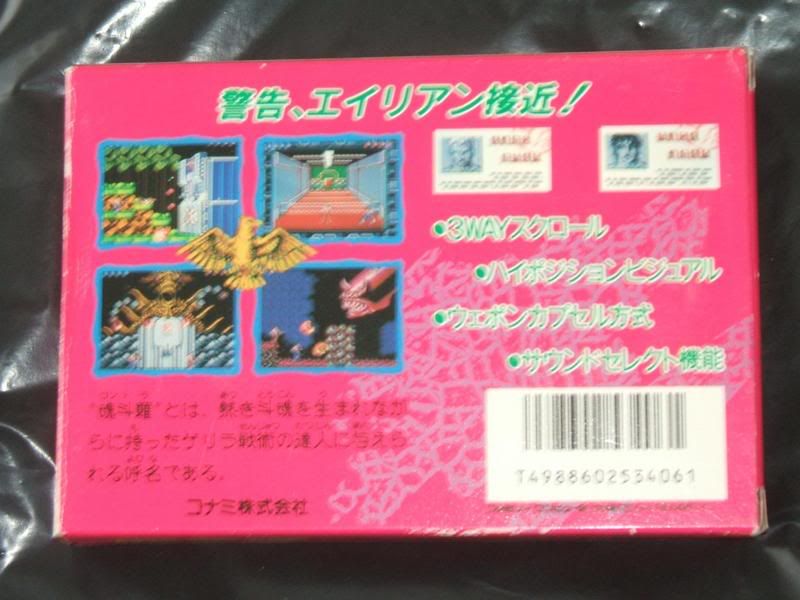 警告、エイリアン接近!
•3WAYスクロール
•ハイポジションビジュアル
•ウェポンカプセル方式
•サウンドセレクト機能
"魂斗羅"とは、熱き斗魂を生まれなが
らに持ったゲリラ戦術の達人に与えら
れる呼名である。
コナミ株式会社
T4988602534061